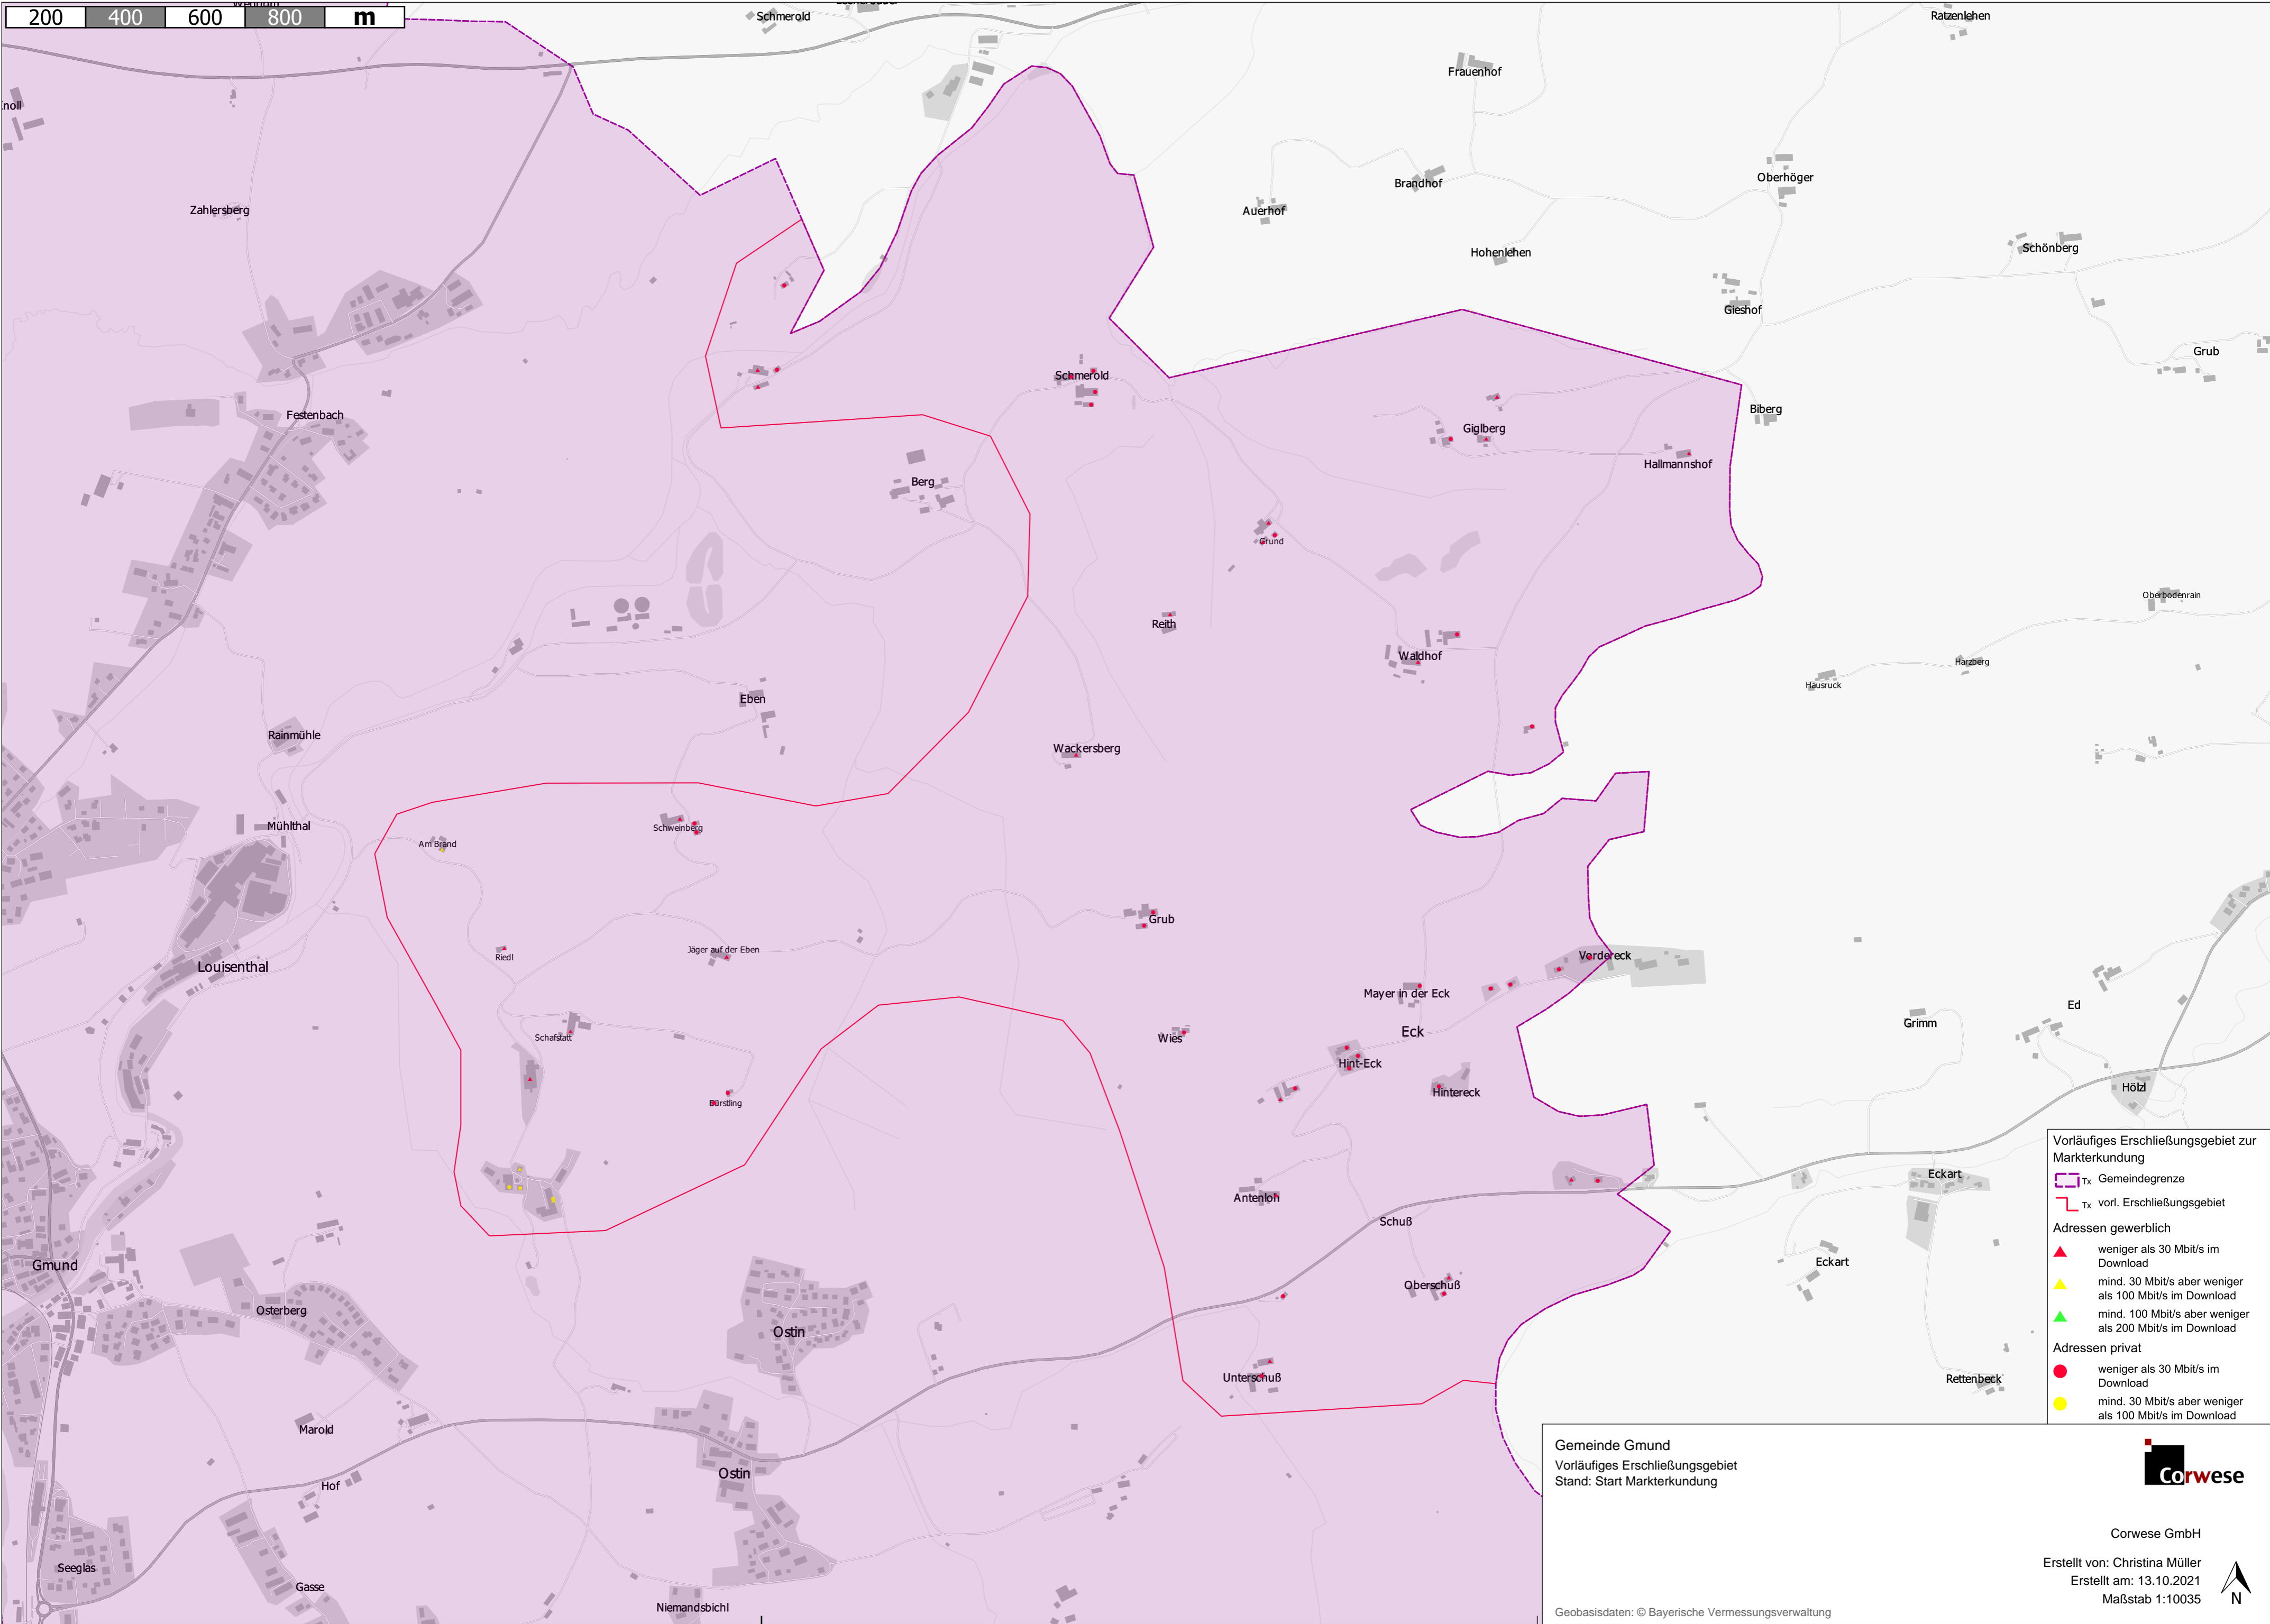 200 400 600 800 m
Schmerold
Ratzenlehen
Frauenhof
noll
Brandhof
Oberhöger
Zahlersberg
Auerhof
Hohenlehen
Schönberg
Gieshof
Grub
Schmerold
Festenbach
Biberg
Giglberg
Hallmannshof
Berg
Grund
Oberbodenrain
Reith
Waldhof
Harzberg
Hausruck
Eben
Rainmühle
Wackersberg
Mühlthal
Schweinberg
Am Brand
Grub
Jäger auf der Eben
Riedl
Vordereck
Louisenthal
Mayer in der Eck
Ed
Grimm
Eck
Schafstatt
Wies
Hint-Eck
Hintereck
Hölzl
Bürstling
Eckart
Antenloh
Schuß
Gmund
Eckart
Oberschuß
Osterberg
Ostin
Unterschuß
Rettenbeck
Marold
Ostin
Hof
Seeglas
Gasse
Niemandsbichl
Vorläufiges Erschließungsgebiet zur
Markterkundung
Tx Gemeindegrenze
Tx vorl. Erschließungsgebiet
Adressen gewerblich
weniger als 30 Mbit/s im
Download
mind. 30 Mbit/s aber weniger
als 100 Mbit/s im Download
mind. 100 Mbit/s aber weniger
als 200 Mbit/s im Download
Adressen privat
weniger als 30 Mbit/s im
Download
mind. 30 Mbit/s aber weniger
als 100 Mbit/s im Download
Gemeinde Gmund
Vorläufiges Erschließungsgebiet
Stand: Start Markterkundung
Corwese
Corwese GmbH
Erstellt von: Christina Müller
Erstellt am: 13.10.2021
Maßstab 1:10035
N
Geobasisdaten: © Bayerische Vermessungsverwaltung